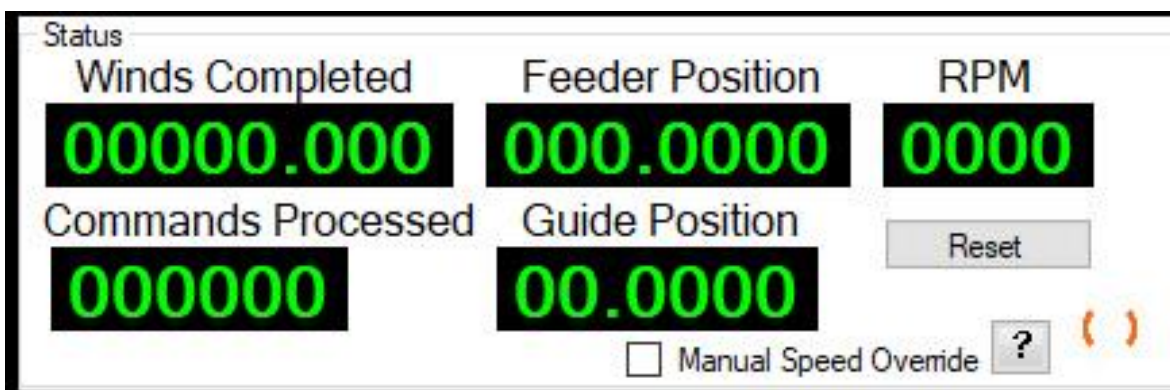 Status
Winds Completed Feeder Position RPM
00000.000 000.0000 0000
Commands Processed Guide Position
Reset
000000 00.0000
Manual Speed Override ? ( )